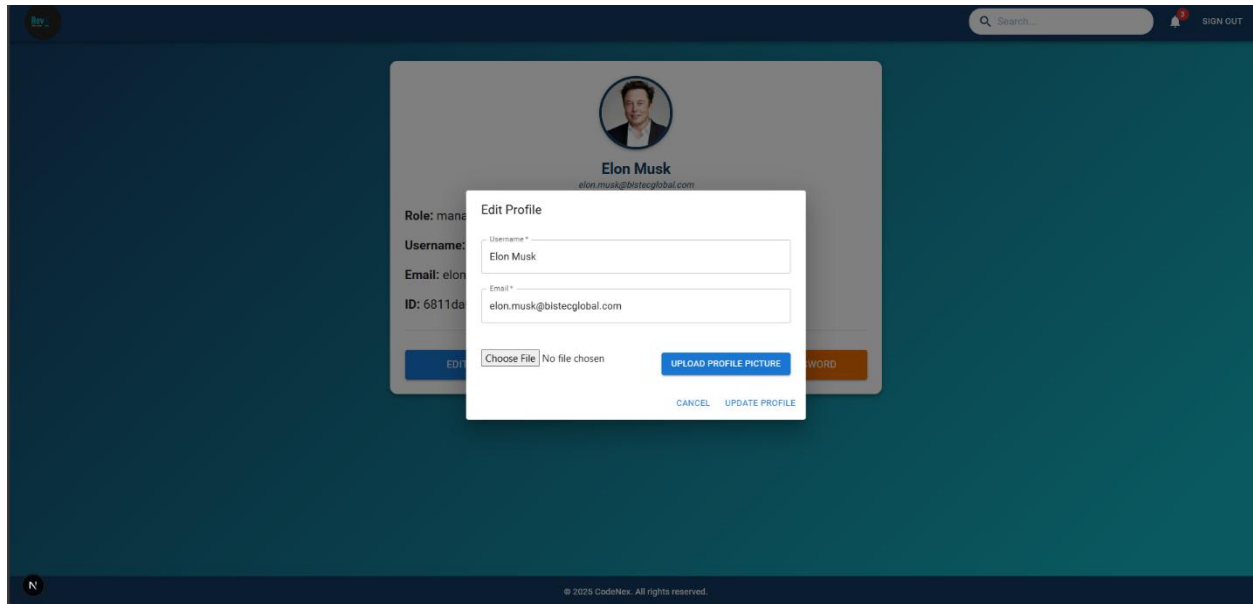 Rev
Search...
3
SIGN OUT
Elon Musk
elon.musk@bistecglobal.com
Role: mana
Username:
Email: elon
ID: 6811da
EDIT
WORD
Edit Profile
Username *
Elon Musk
Email *
elon.musk@bistecglobal.com
Choose File No file chosen
UPLOAD PROFILE PICTURE
CANCEL UPDATE PROFILE
N
© 2025 CodeNex. All rights reserved.